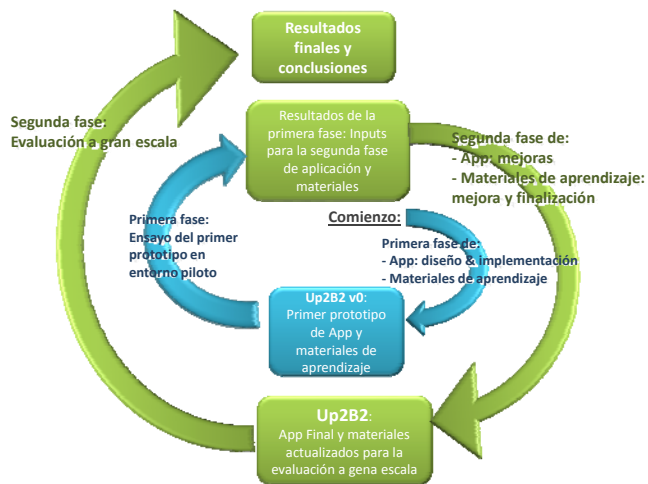 Resultados
finales y
conclusiones
Segunda fase:
Evaluación a gran escala
Resultados de la
primera fase: Inputs
para la segunda fase
de aplicación y
materiales
Segunda fase de:
- App: mejoras
- Materiales de aprendizaje:
mejora y finalización
Comienzo:
Primera fase:
Ensayo del primer
prototipo en
entorno piloto
Primera fase de:
- App: diseño & implementación
- Materiales de aprendizaje
Up2B2 v0:
Primer prototipo
de App y
materiales de
aprendizaje
Up2B2:
App Final y materiales
actualizados para la
evaluación a gena escala